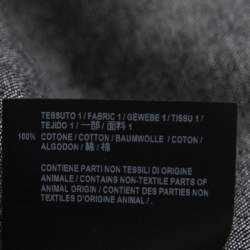 TESSUTO 1 / FABRIC 1 / GEWEBE 1 / TISSU 1 /
TEJIDO 1 / 一部 / 面料 1
100% COTONE / COTTON / BAUMWOLLE / COTON /
ALGODON / 綿 / 棉
CONTIENE PARTI NON TESSILI DI ORIGINE
ANIMALE / CONTAINS NON-TEXTILE PARTS OF
ANIMAL ORIGIN / CONTIENT DES PARTIES NON
TEXTILES D'ORIGINE ANIMALE / .